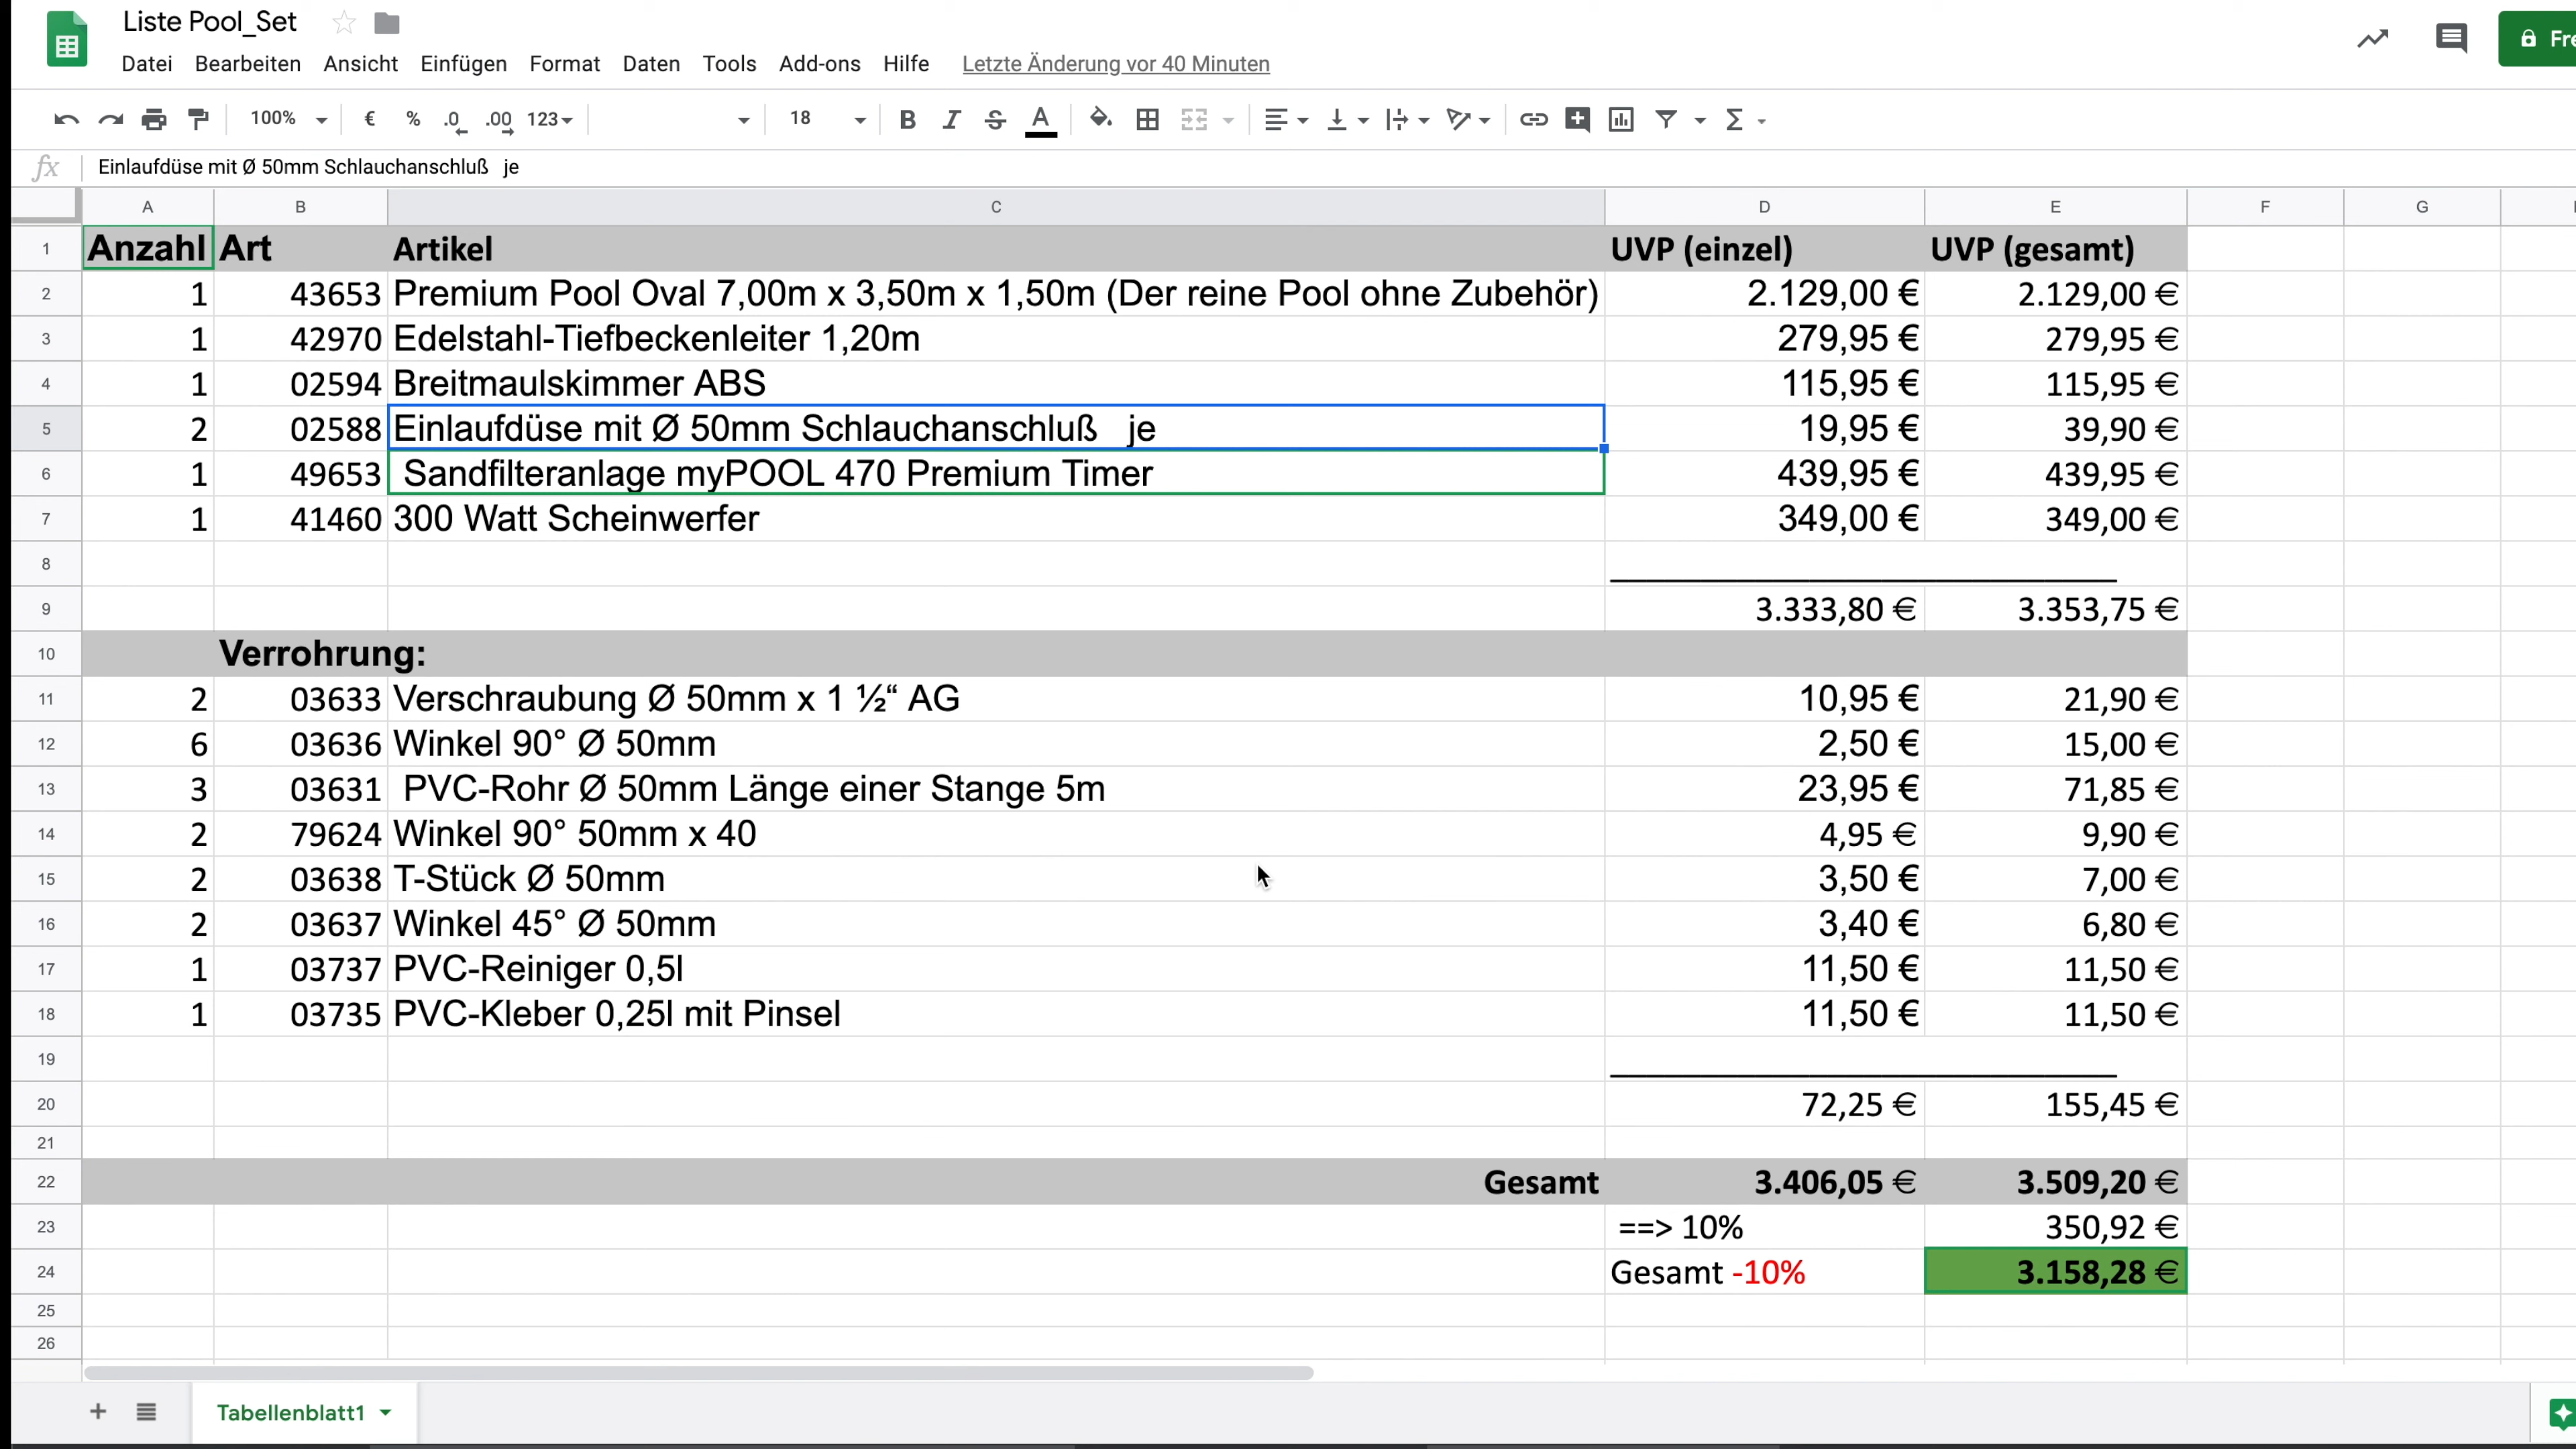 Liste Pool_Set
Datei Bearbeiten Ansicht Einfügen Format Daten Tools Add-ons Hilfe Letzte Änderung vor 40 Minuten
Fre
100% € % .0 .00 123 18 B I S A Σ
fx Einlaufdüse mit Ø 50mm Schlauchanschluß   je
A B C D E F G
1 Anzahl Art Artikel UVP (einzel) UVP (gesamt)
2 1 43653 Premium Pool Oval 7,00m x 3,50m x 1,50m (Der reine Pool ohne Zubehör) 2.129,00 € 2.129,00 €
3 1 42970 Edelstahl-Tiefbeckenleiter 1,20m 279,95 € 279,95 €
4 1 02594 Breitmaulskimmer ABS 115,95 € 115,95 €
5 2 02588 Einlaufdüse mit Ø 50mm Schlauchanschluß   je 19,95 € 39,90 €
6 1 49653 Sandfilteranlage myPOOL 470 Premium Timer 439,95 € 439,95 €
7 1 41460 300 Watt Scheinwerfer 349,00 € 349,00 €
8
9 3.333,80 € 3.353,75 €
10 Verrohrung:
11 2 03633 Verschraubung Ø 50mm x 1 ½“ AG 10,95 € 21,90 €
12 6 03636 Winkel 90° Ø 50mm 2,50 € 15,00 €
13 3 03631 PVC-Rohr Ø 50mm Länge einer Stange 5m 23,95 € 71,85 €
14 2 79624 Winkel 90° 50mm x 40 4,95 € 9,90 €
15 2 03638 T-Stück Ø 50mm 3,50 € 7,00 €
16 2 03637 Winkel 45° Ø 50mm 3,40 € 6,80 €
17 1 03737 PVC-Reiniger 0,5l 11,50 € 11,50 €
18 1 03735 PVC-Kleber 0,25l mit Pinsel 11,50 € 11,50 €
19
20 72,25 € 155,45 €
21
22 Gesamt 3.406,05 € 3.509,20 €
23 ==> 10% 350,92 €
24 Gesamt -10% 3.158,28 €
25
26
Tabellenblatt1